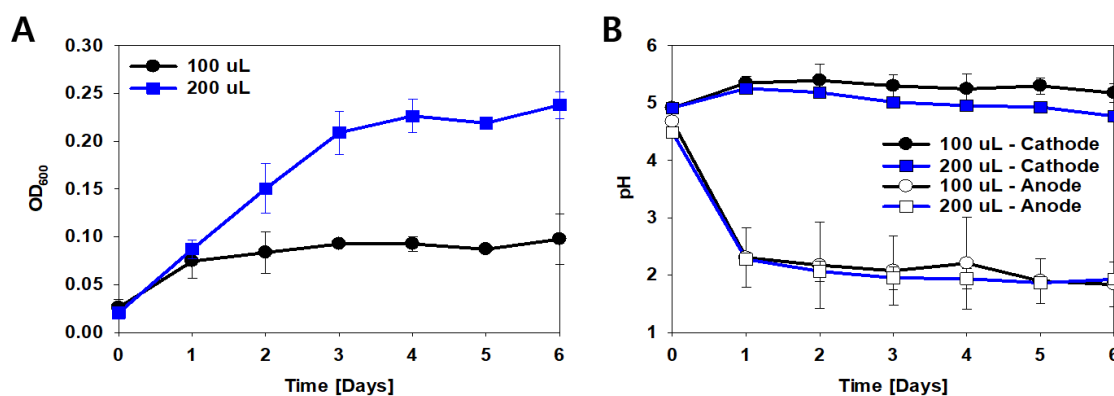 A
0.30
0.25
0.20
0.15
0.10
0.05
0.00
OD600
100 uL
200 uL
0 1 2 3 4 5 6
Time [Days]
B
6
5
4
3
2
1
pH
100 uL - Cathode
200 uL - Cathode
100 uL - Anode
200 uL - Anode
0 1 2 3 4 5 6
Time [Days]